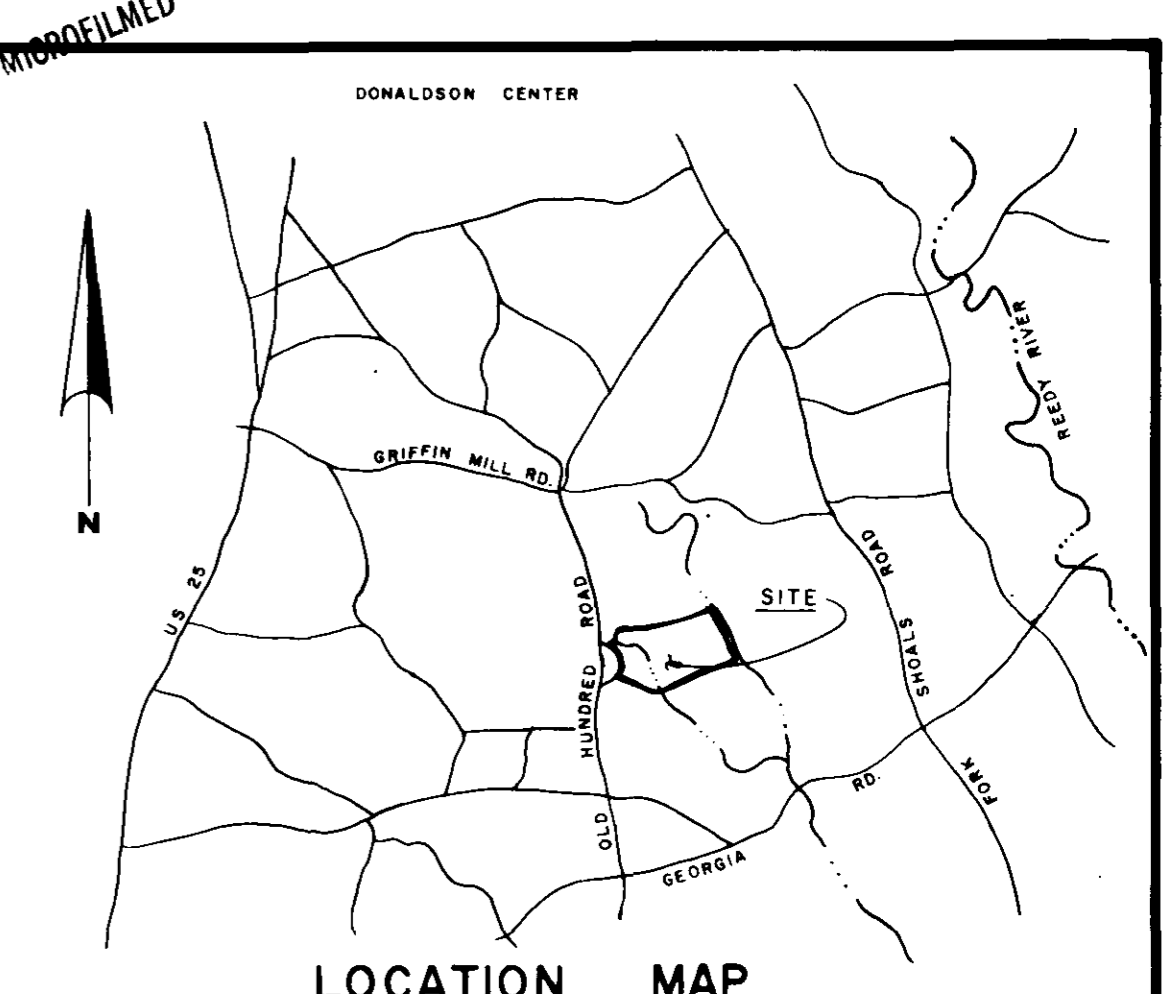 MICROFILMED
DONALDSON CENTER
REEDY RIVER
GRIFFIN MILL RD.
N
US 25
OLD HUNDRED ROAD
SITE
FORK SHOALS ROAD
GEORGIA RD.
LOCATION MAP